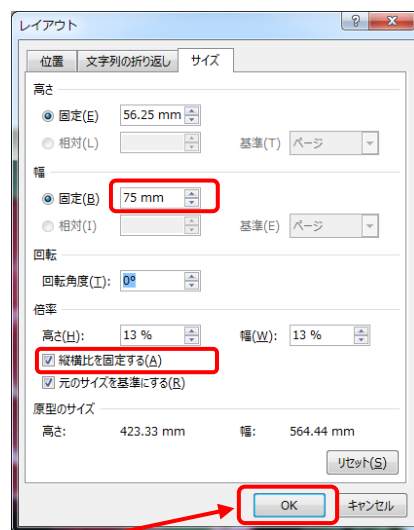 レイアウト
位置 文字列の折り返し サイズ
高さ
固定(E) 56.25 mm
相対(L) 基準(T) ページ
幅
固定(B) 75 mm
相対(I) 基準(E) ページ
回転
回転角度(T): 0°
倍率
高さ(H): 13 % 幅(W): 13 %
縦横比を固定する(A)
元のサイズを基準にする(R)
原型のサイズ
高さ: 423.33 mm 幅: 564.44 mm
リセット(S)
OK キャンセル